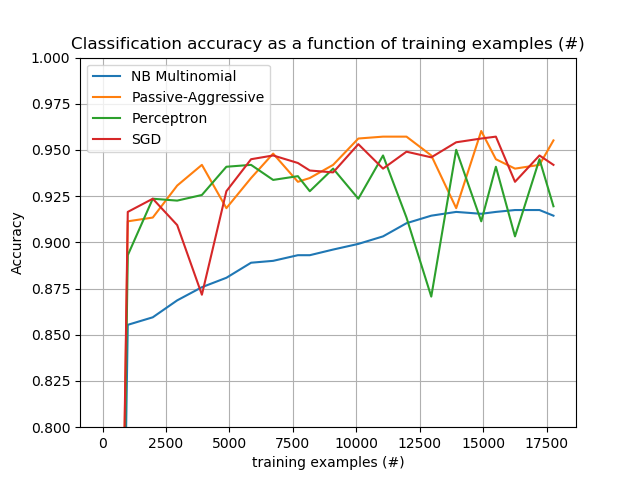 Classification accuracy as a function of training examples (#)
NB Multinomial
Passive-Aggressive
Perceptron
SGD
1.000
0.975
0.950
0.925
0.900
0.875
0.850
0.825
0.800
Accuracy
0 2500 5000 7500 10000 12500 15000 17500
training examples (#)